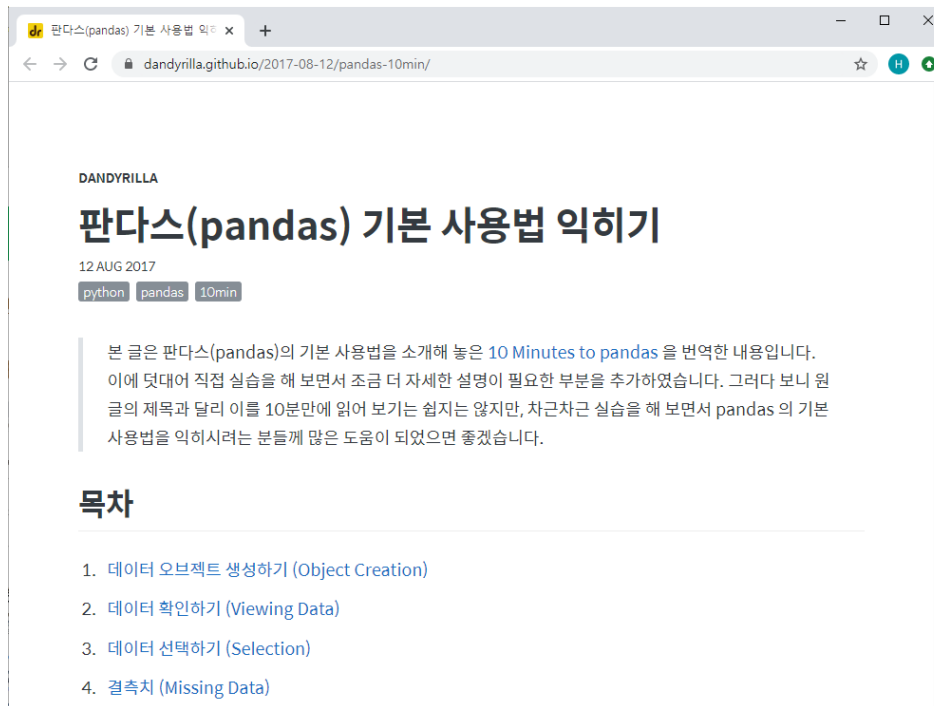 dr 판다스(pandas) 기본 사용법 익히
dandyrilla.github.io/2017-08-12/pandas-10min/
H
DANDYRILLA
판다스(pandas) 기본 사용법 익히기
12 AUG 2017
python pandas 10min
본 글은 판다스(pandas)의 기본 사용법을 소개해 놓은 10 Minutes to pandas 을 번역한 내용입니다.
이에 덧대어 직접 실습을 해 보면서 조금 더 자세한 설명이 필요한 부분을 추가하였습니다. 그러다 보니 원
글의 제목과 달리 이를 10분만에 읽어 보기는 쉽지는 않지만, 차근차근 실습을 해 보면서 pandas 의 기본
사용법을 익히시려는 분들께 많은 도움이 되었으면 좋겠습니다.
목차
1. 데이터 오브젝트 생성하기 (Object Creation)
2. 데이터 확인하기 (Viewing Data)
3. 데이터 선택하기 (Selection)
4. 결측치 (Missing Data)